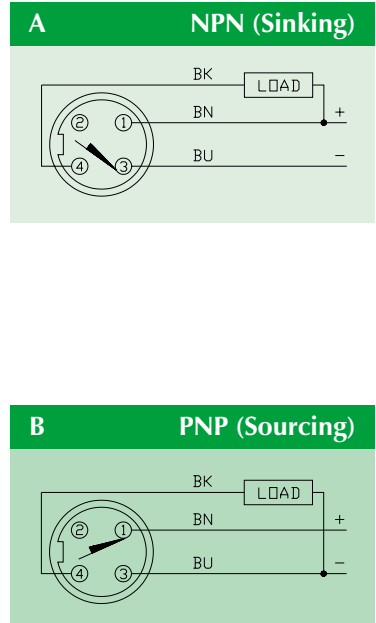 A NPN (Sinking)
BK
LOAD
BN
+
2 1
BU
-
4 3
B PNP (Sourcing)
BK
LOAD
BN
+
2 1
BU
-
4 3